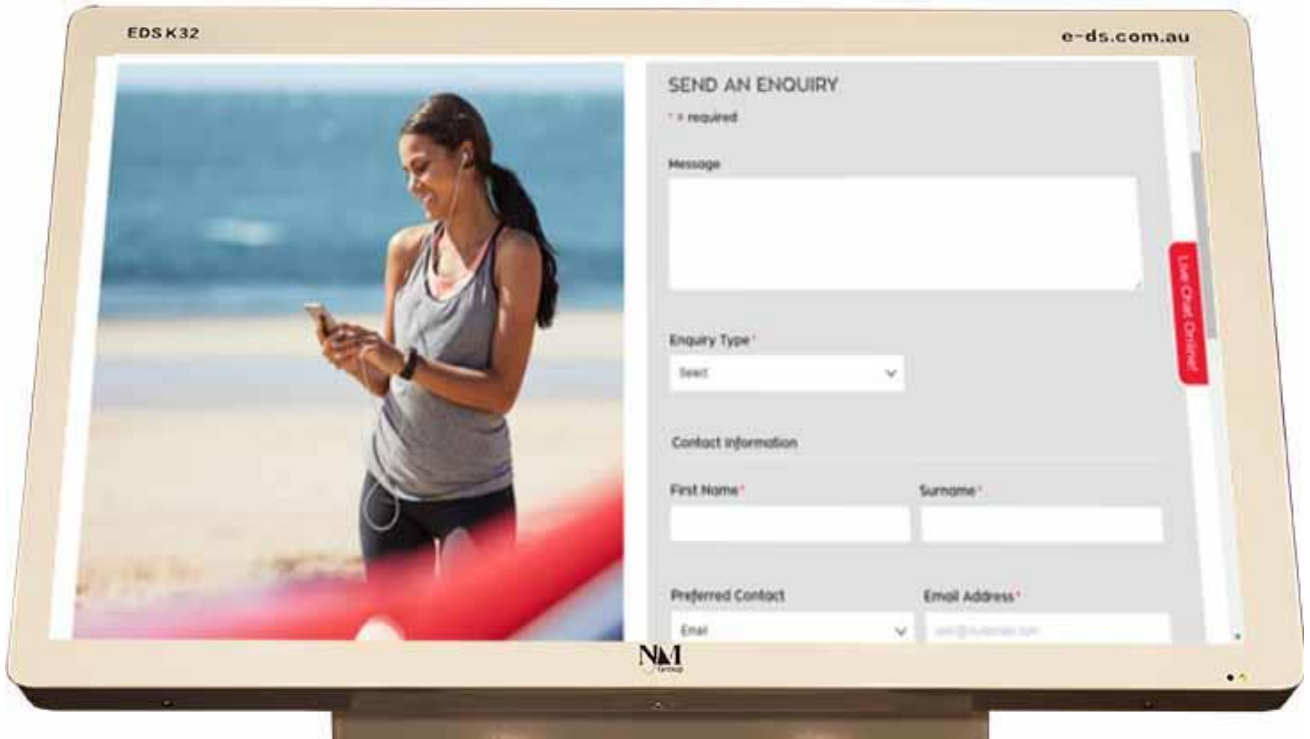 EDS K32
e-ds.com.au
SEND AN ENQUIRY
* = required
Message
Live Chat Online!
Enquiry Type*
Select
Contact Information
First Name* Surname*
Preferred Contact Email Address*
Email
NM
Group